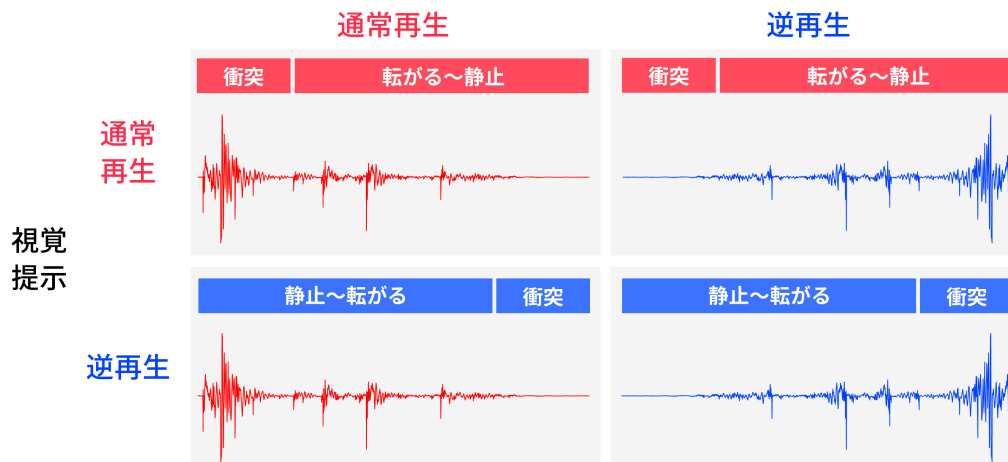 通常再生
逆再生
衝突
転がる〜静止
衝突
転がる〜静止
通常
再生
視覚
提示
静止〜転がる
衝突
静止〜転がる
衝突
逆再生